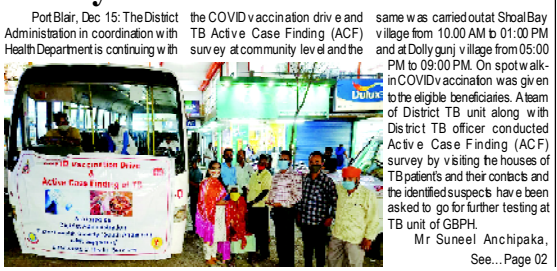 Port Blair, Dec 15: The District
Administration in coordination with
Health Department is continuing with
the COVID vaccination drive and
TB Active Case Finding (ACF)
survey at community level and the
same was carried out at Shoal Bay
village from 10.00 AM to 01:00 PM
and at Dollygunj village from 05:00
PM to 09:00 PM. On spot walk-
in COVID vaccination was given
to the eligible beneficiaries. A team
of District TB unit along with
District TB officer conducted
Active Case Finding (ACF)
survey by visiting the houses of
TB patient's and their contacts and
the identified suspects have been
asked to go for further testing at
TB unit of GBPH.
Mr Suneel Anchipaka,
See... Page 02
Vaccination Drive
&
Active Case Finding of TB
Dulux